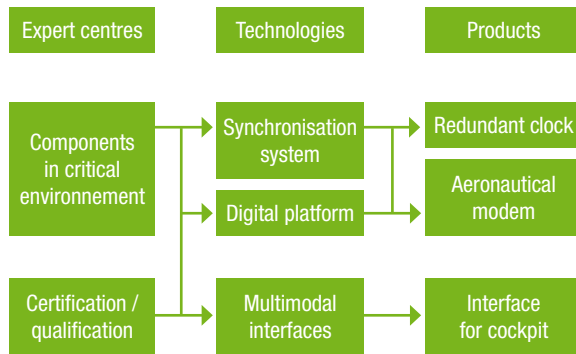 Expert centres
Technologies
Products
Components
in critical
environnement
Synchronisation
system
Redundant clock
Digital platform
Aeronautical
modem
Certification /
qualification
Multimodal
interfaces
Interface
for cockpit